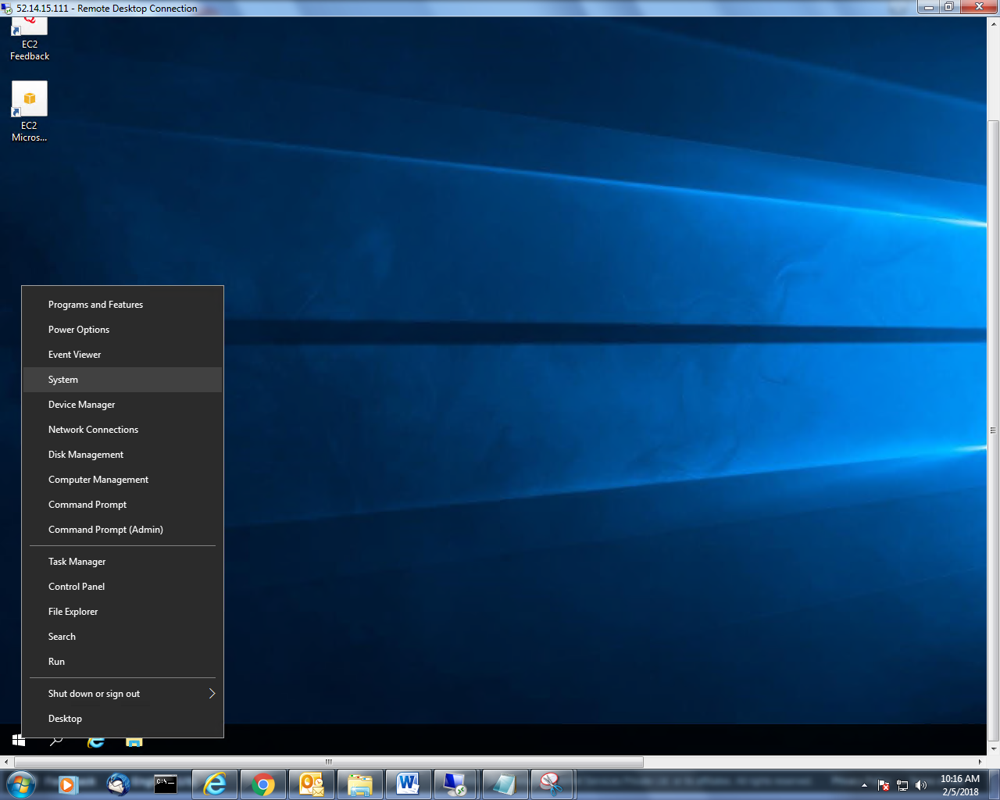 52.14.15.111 - Remote Desktop Connection
EC2
Feedback
EC2
Micros...
Programs and Features
Power Options
Event Viewer
System
Device Manager
Network Connections
Disk Management
Computer Management
Command Prompt
Command Prompt (Admin)
Task Manager
Control Panel
File Explorer
Search
Run
Shut down or sign out
Desktop
10:16 AM
2/5/2018